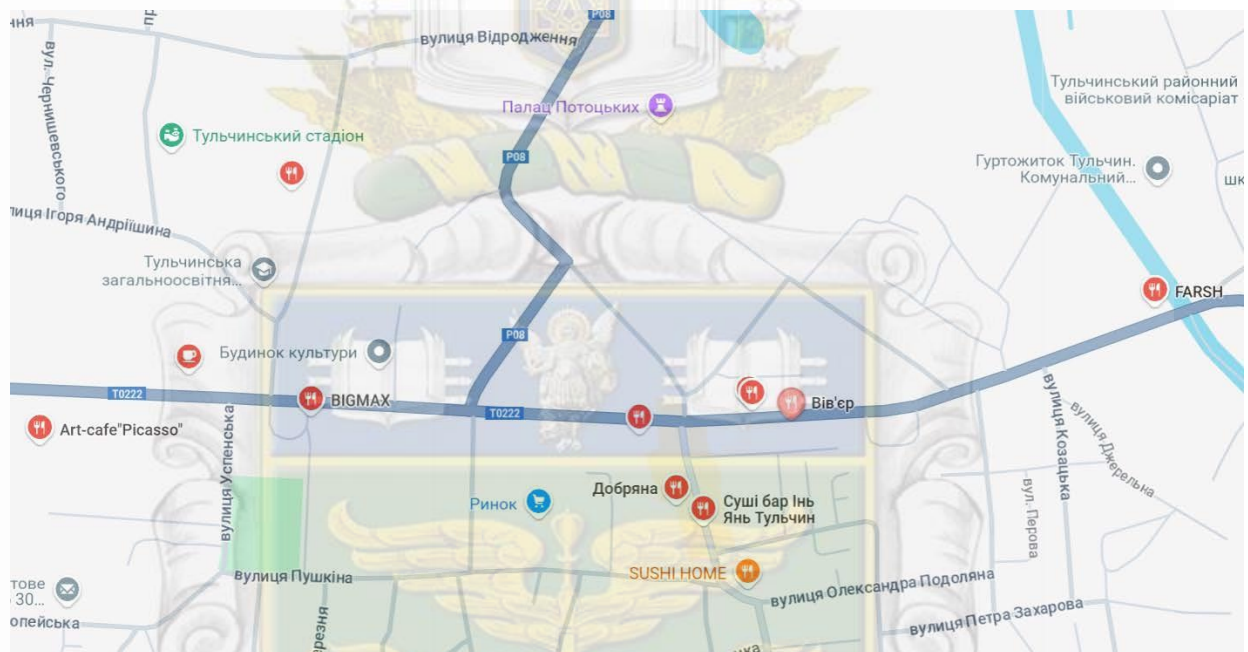 P08
вулиця Відродження
вул. Чернишевського
Тульчинський районний
військовий комісаріат
Палац Потоцьких
Тульчинський стадіон
P08
Гуртожиток Тульчин.
Комунальний...
Ігоря Андріїшина
Тульчинська
загальноосвітня...
FARSH
P08
Будинок культури
T0222
BIGMAX
T0222
Вів'єр
Art-cafe"Picasso"
вулиця Успенська
вулиця Козацька
вулиця Джерельна
Добряна
Ринок
Суші бар Інь
Янь Тульчин
вул. Перова
вулиця Пушкіна
SUSHI HOME
вулиця Олександра Подоляна
30...
вулиця Петра Захарова